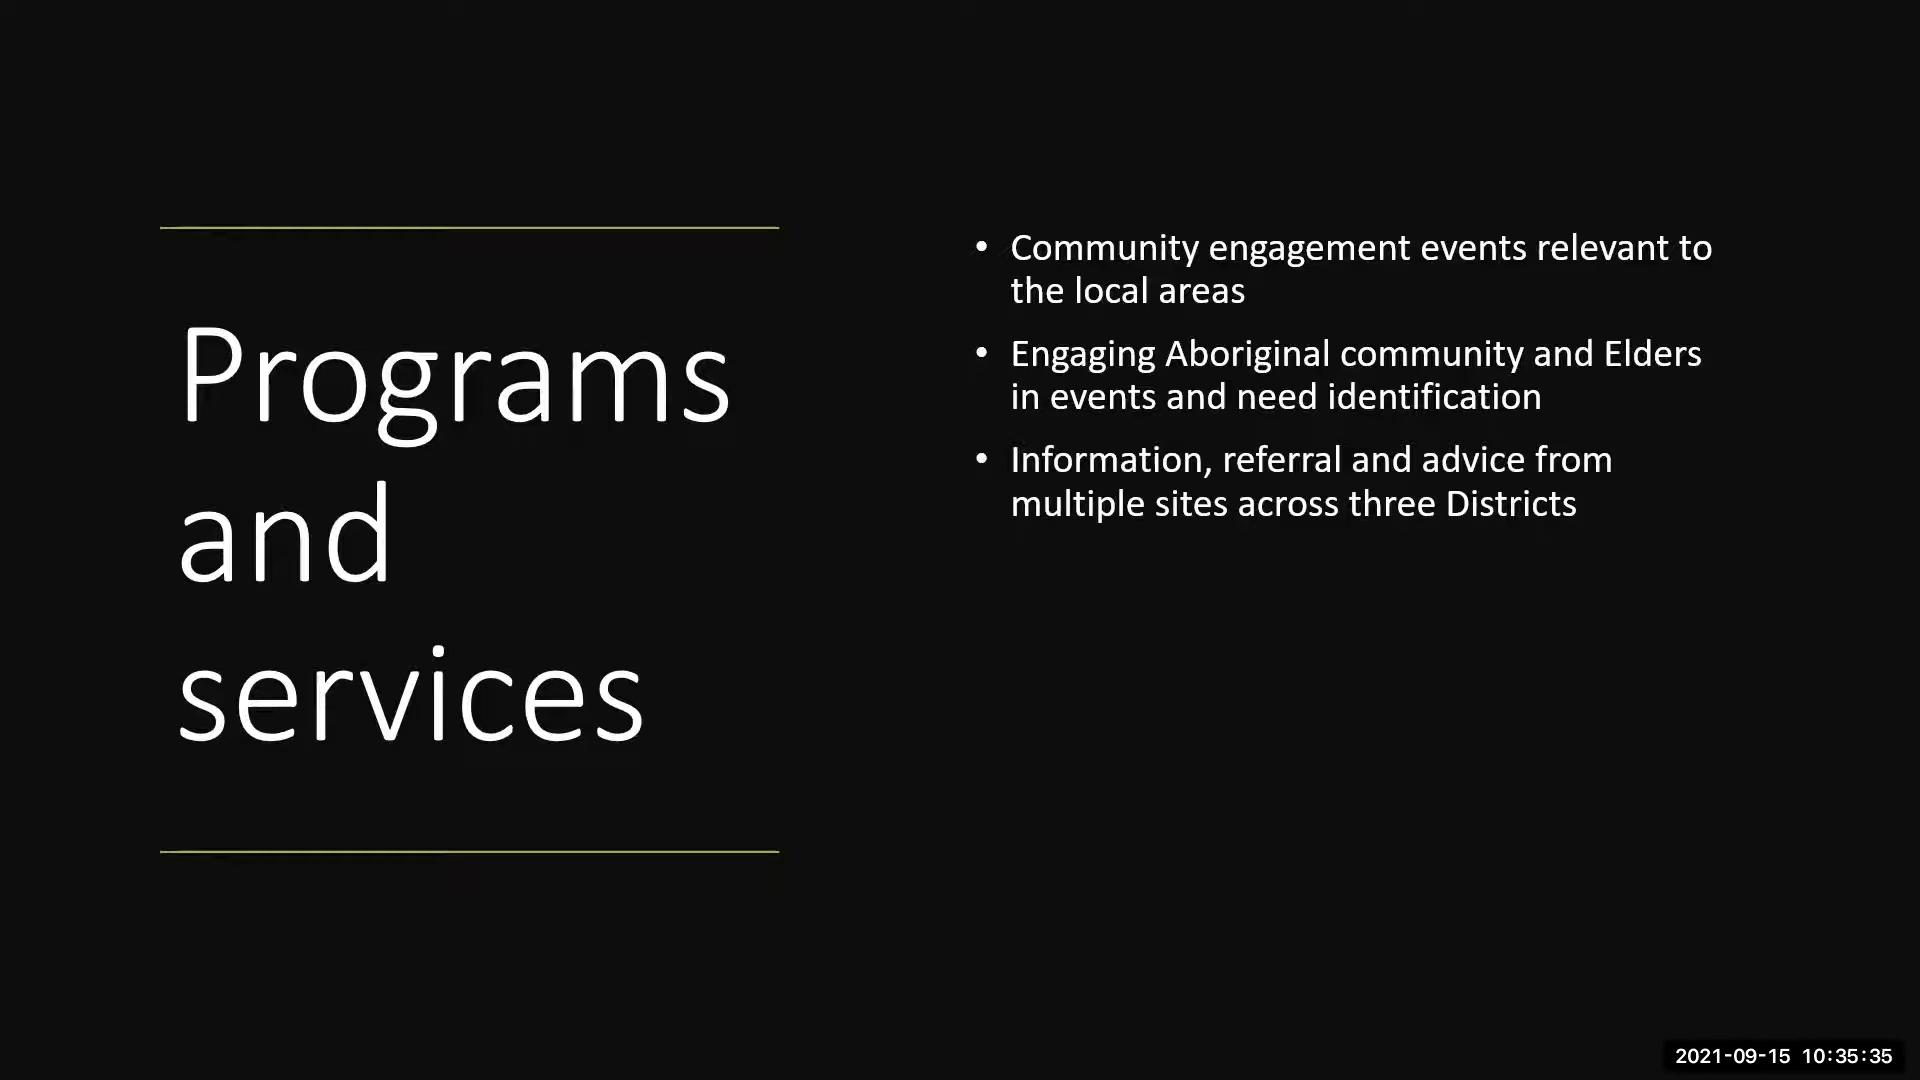 Programs
and
services
• Community engagement events relevant to
the local areas
• Engaging Aboriginal community and Elders
in events and need identification
• Information, referral and advice from
multiple sites across three Districts
2021-09-15 10:35:35